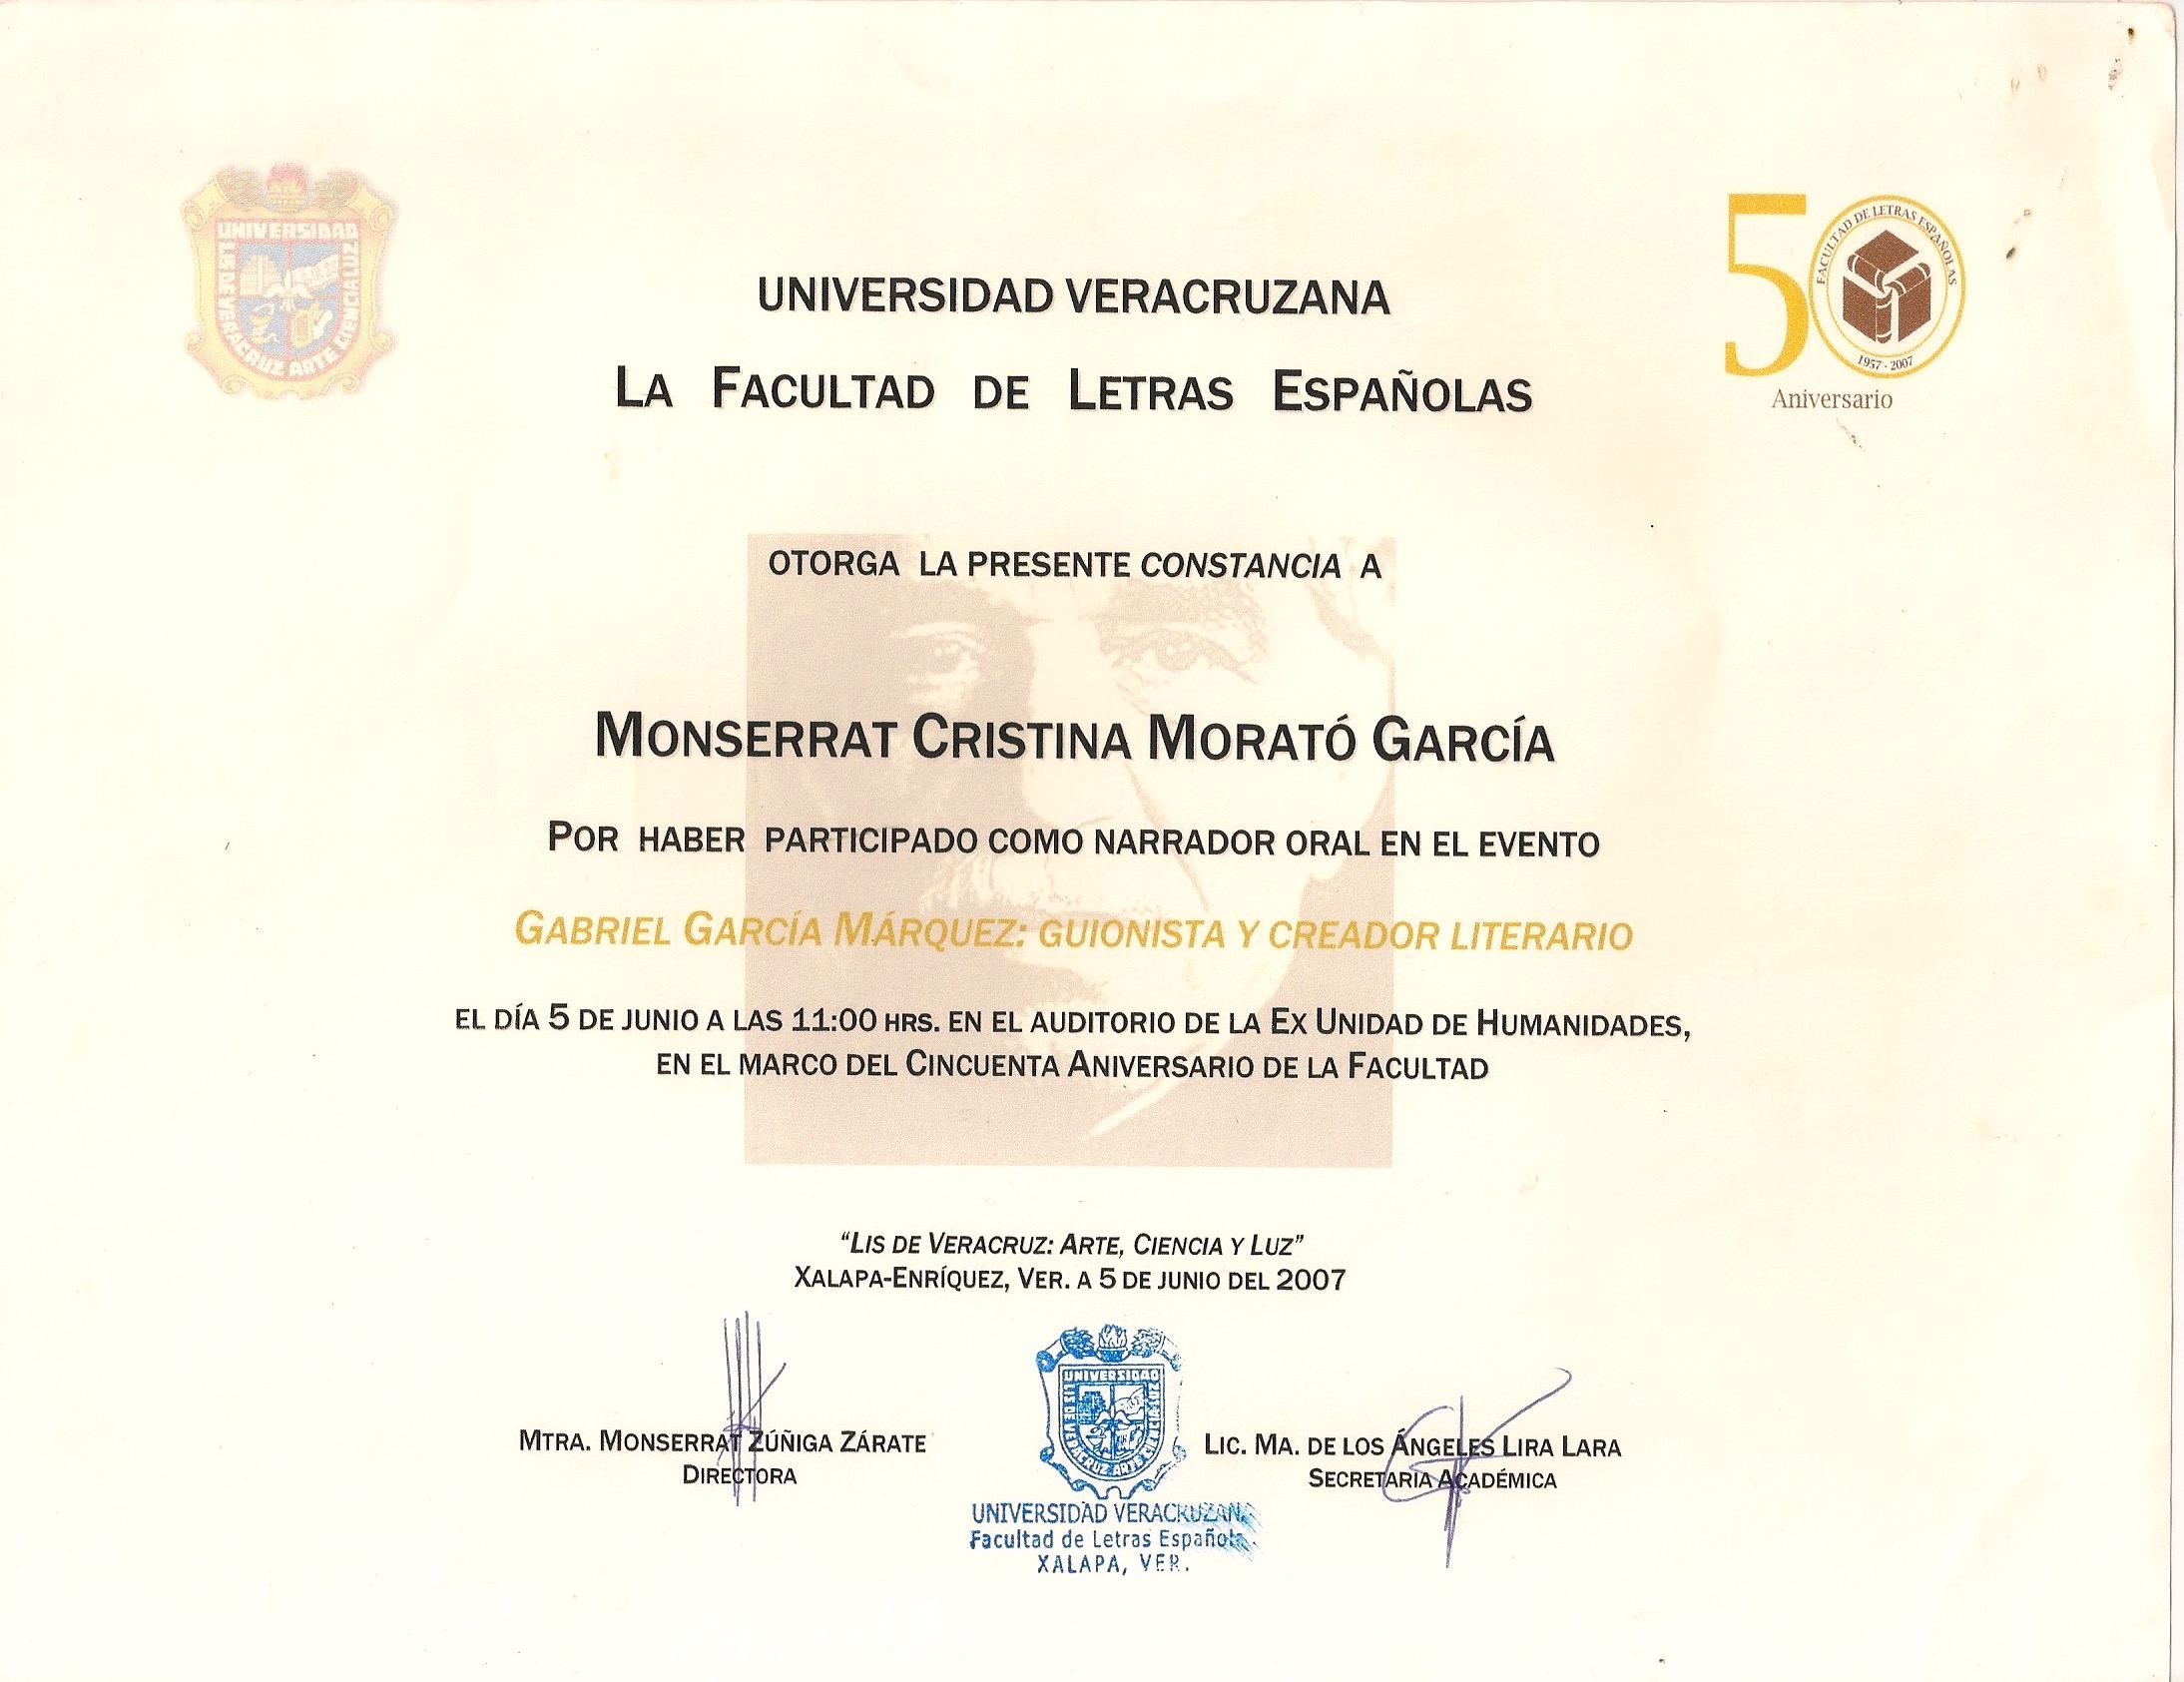 UNIVERSIDAD
LIS DE VERACRUZ ARTE CIENCIA LUZ
FACULTAD DE LETRAS ESPAÑOLAS
50
1957 - 2007
Aniversario
UNIVERSIDAD VERACRUZANA
LA FACULTAD DE LETRAS ESPAÑOLAS
OTORGA LA PRESENTE CONSTANCIA A
MONSERRAT CRISTINA MORATÓ GARCÍA
POR HABER PARTICIPADO COMO NARRADOR ORAL EN EL EVENTO
GABRIEL GARCÍA MÁRQUEZ: GUIONISTA Y CREADOR LITERARIO
EL DÍA 5 DE JUNIO A LAS 11:00 HRS. EN EL AUDITORIO DE LA EX UNIDAD DE HUMANIDADES,
EN EL MARCO DEL CINCUENTA ANIVERSARIO DE LA FACULTAD
“LIS DE VERACRUZ: ARTE, CIENCIA Y LUZ”
XALAPA-ENRÍQUEZ, VER. A 5 DE JUNIO DEL 2007
MTRA. MONSERRAT ZÚÑIGA ZÁRATE
DIRECTORA
UNIVERSIDAD
LIS DE VERACRUZ ARTE CIENCIA LUZ
LIC. MA. DE LOS ÁNGELES LIRA LARA
SECRETARIA ACADÉMICA
UNIVERSIDAD VERACRUZANA
Facultad de Letras Española
XALAPA, VER.